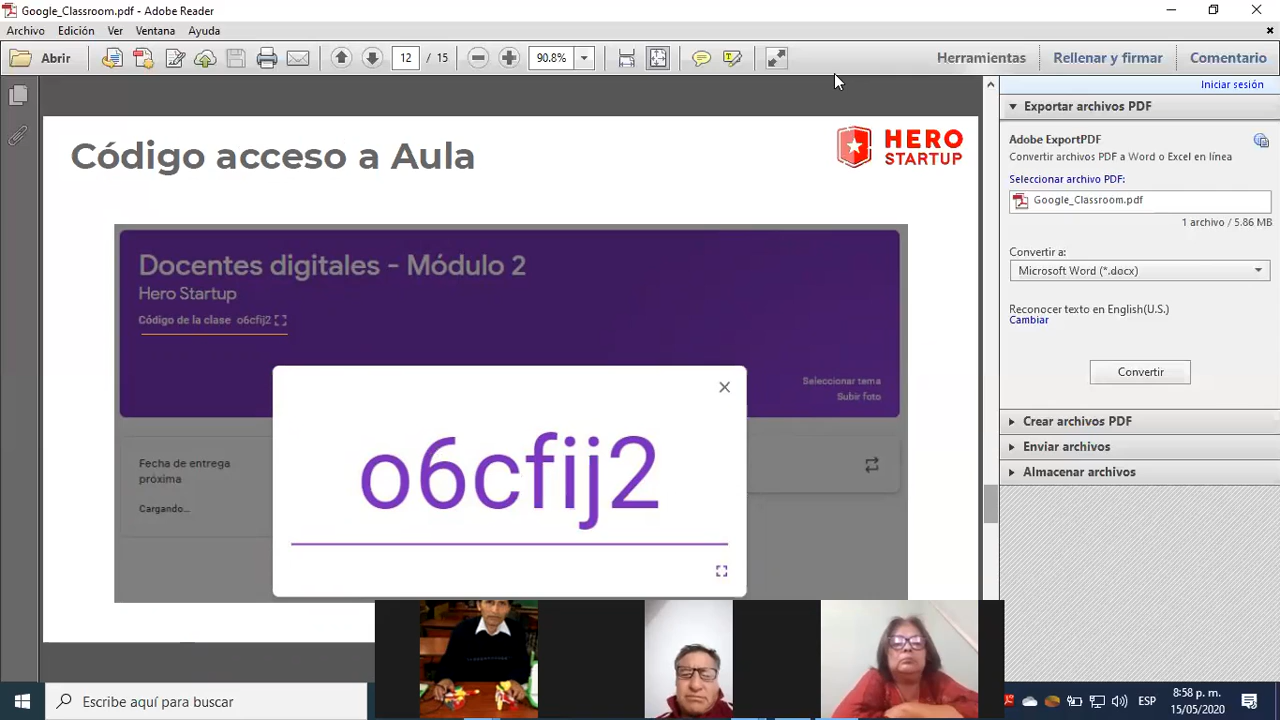 Google_Classroom.pdf - Adobe Reader
Archivo Edición Ver Ventana Ayuda
Abrir 12 / 15 90.8% Herramientas Rellenar y firmar Comentario
Iniciar sesión
Exportar archivos PDF
Adobe ExportPDF
Convertir archivos PDF a Word o Excel en línea
Seleccionar archivo PDF:
Google_Classroom.pdf
1 archivo / 5.86 MB
Convertir a:
Microsoft Word (*.docx)
Reconocer texto en English(U.S.)
Cambiar
Convertir
Crear archivos PDF
Enviar archivos
Almacenar archivos
Código acceso a Aula
HERO
STARTUP
Docentes digitales - Módulo 2
Hero Startup
Código de la clase o6cfij2
Seleccionar tema
Subir foto
Fecha de entrega
próxima
Cargando...
o6cfij2
Escribe aquí para buscar
ESP
8:58 p. m.
15/05/2020